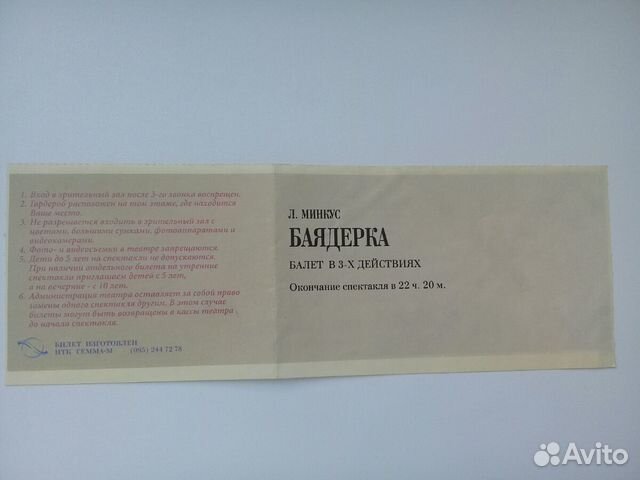 1. Вход в зрительный зал после 3-го звонка воспрещен.
2. Гардероб расположен на том этаже, где находится
Ваше место.
3. Не разрешается входить в зрительный зал с
цветами, большими сумками, фотоаппаратами и
видеокамерами.
4. Фото- и видеосъемки в театре запрещаются.
5. Дети до 5 лет на спектакли не допускаются.
При наличии отдельного билета на утренние
спектакли приглашаем детей с 5 лет,
а на вечерние - с 10 лет.
6. Администрация театра оставляет за собой право
замены одного спектакля другим. В этом случае
билеты могут быть возвращены в кассы театра
до начала спектакля.
БИЛЕТ ИЗГОТОВЛЕН
НТК ГЕММА-М (095) 244 72 78
Л. МИНКУС
БАЯДЕРКА
БАЛЕТ В 3-Х ДЕЙСТВИЯХ
Окончание спектакля в 22 ч. 20 м.
Avito